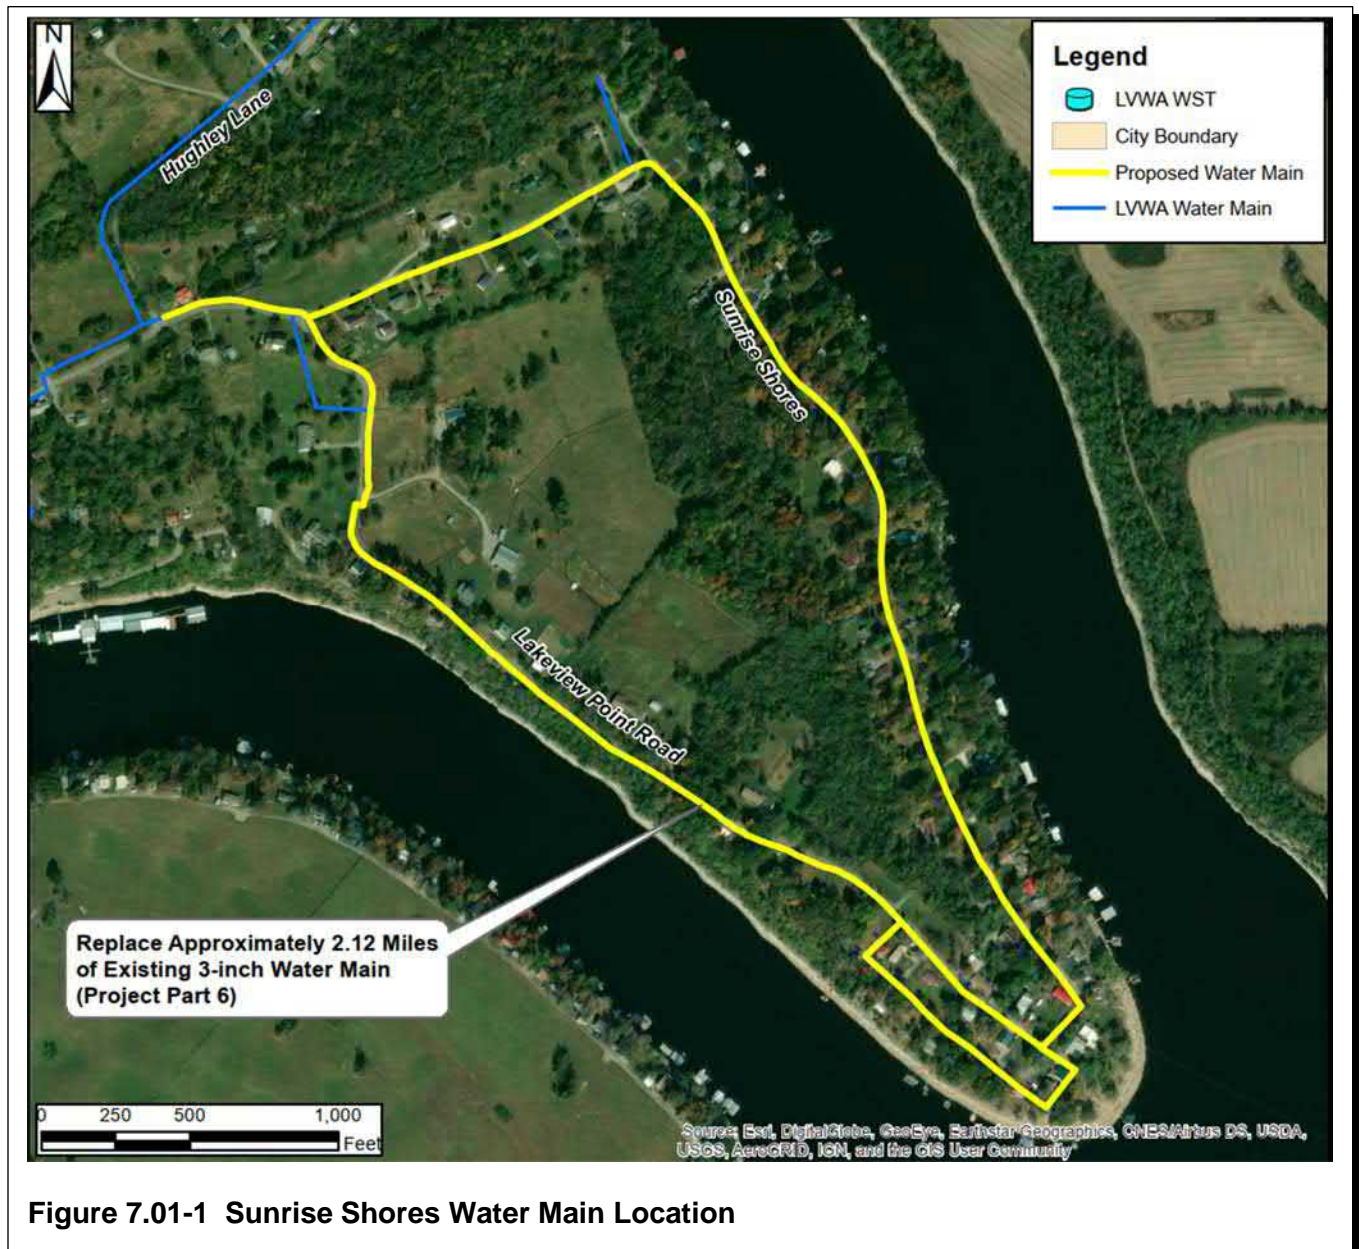 N
Legend
LVWA WST
City Boundary
Proposed Water Main
LVWA Water Main
Hughley Lane
Sunrise Shores
Lakeview Point Road
Replace Approximately 2.12 Miles
of Existing 3-inch Water Main
(Project Part 6)
0 250 500 1,000
Feet
Source: Esri, DigitalGlobe, GeoEye, Earthstar Geographics, CNES/Airbus DS, USDA,
USGS, AeroGRID, IGN, and the GIS User Community
Figure 7.01-1 Sunrise Shores Water Main Location